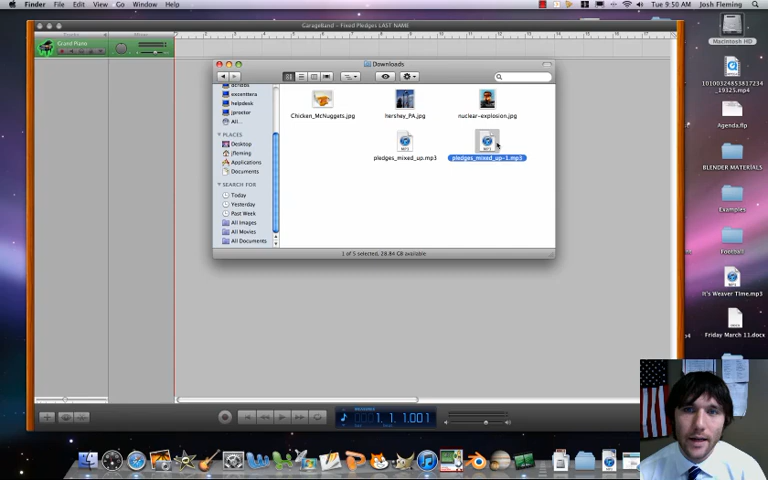 Finder File Edit View Go Window Help
Tue 9:50 AM Josh Fleming
GarageBand - Fixed Pledges LAST NAME
Grand Piano
Downloads
excentera
helpdesk
jproctor
All...
PLACES
Desktop
jfleming
Applications
Documents
SEARCH FOR
Today
Yesterday
Past Week
All Images
All Movies
All Documents
Chicken_McNuggets.jpg
hershey_PA.jpg
nuclear-explosion.jpg
pledges_mixed_up.mp3
pledges_mixed_up-1.mp3
1 of 5 selected, 28.84 GB available
1. 1. 1.001
Macintosh HD
10100324853817234
_19325.mp4
Agenda.flp
BLENDER MATERIALS
Examples
Football
It's Weaver Time.mp3
Friday March 11.docx